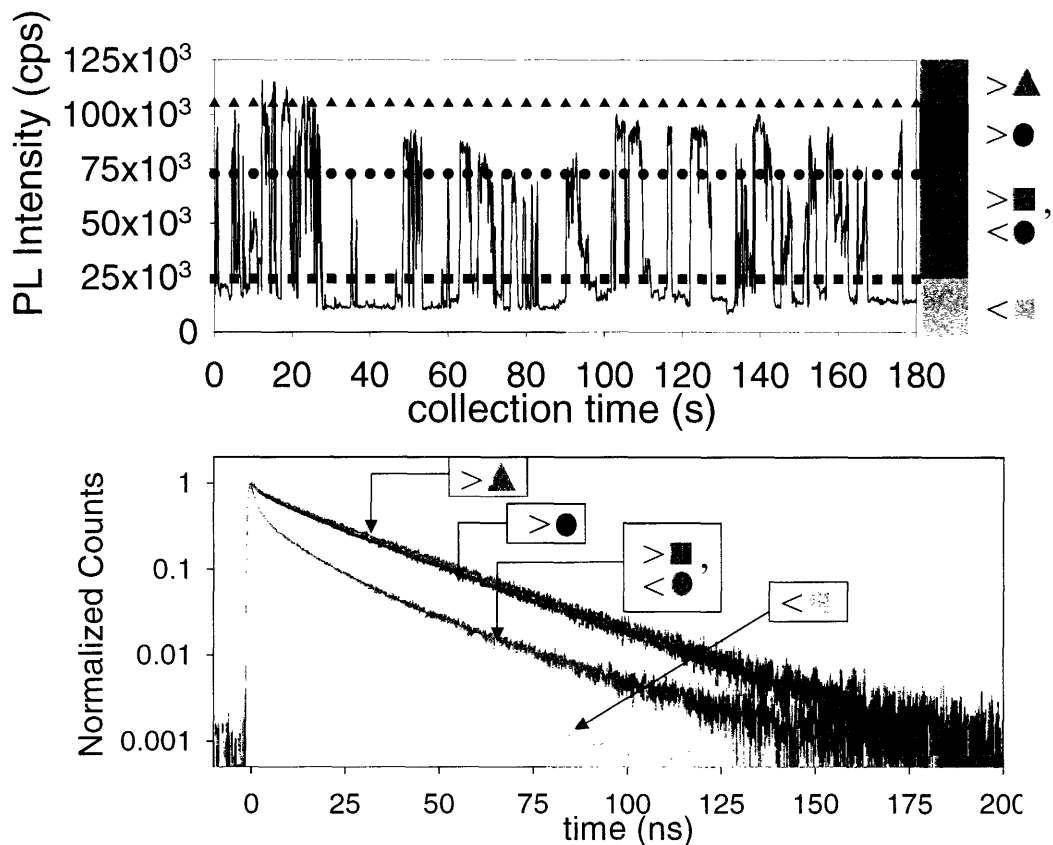 PL Intensity (cps)
125x10³
100x10³
75x10³
50x10³
25x10³
0
0 20 40 60 80 100 120 140 160 180
collection time (s)
> ▲
> ●
> ■,
< ●
< ■
Normalized Counts
1
0.1
0.01
0.001
> ▲
> ●
> ■,
< ●
< ■
0 25 50 75 100 125 150 175 200
time (ns)